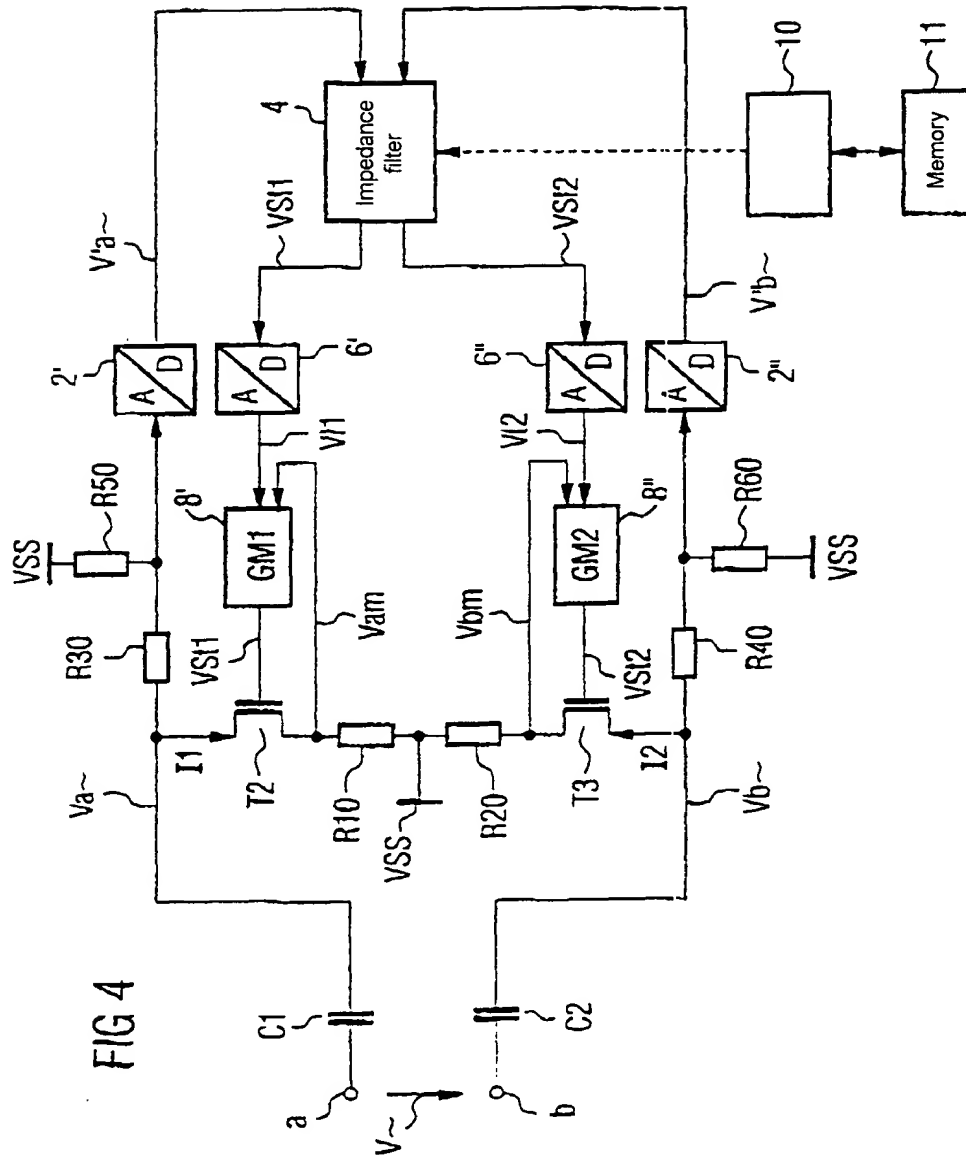 FIG 4
a
V~
b
C1
C2
Va~
Vb~
I1
T2
R10
VSS
R20
T3
I2
R30
R40
VSS
R50
R60
VSS
VSt1
Vam
Vbm
VSt2
8'
GM1
8"
GM2
Vt1
Vt2
2'
A
D
6'
A
D
6"
A
D
2"
A
D
V'a~
V'b~
VSt1
VSt2
4
Impedance
filter
10
11
Memory